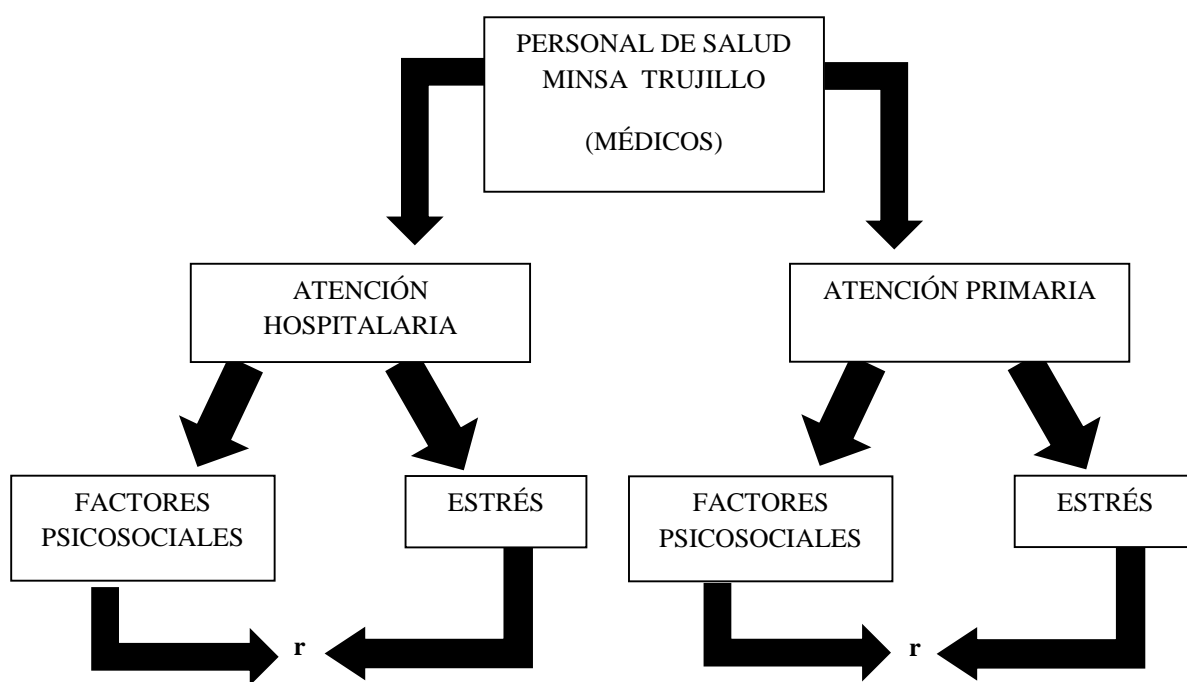 PERSONAL DE SALUD
MINSA TRUJILLO
(MÉDICOS)
ATENCIÓN
HOSPITALARIA
ATENCIÓN PRIMARIA
FACTORES
PSICOSOCIALES
ESTRÉS
FACTORES
PSICOSOCIALES
ESTRÉS
r
r